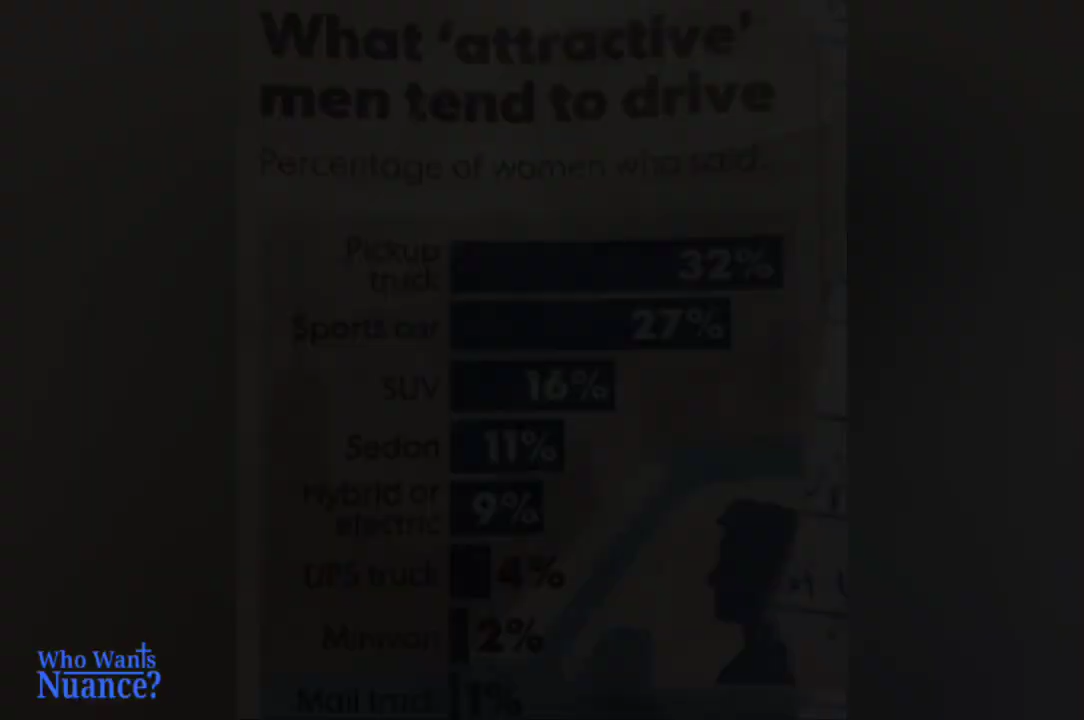 What ‘attractive’
men tend to drive
Percentage of women who said...
Pickup
truck
32%
Sports car
27%
SUV
16%
Sedan
11%
Hybrid or
electric
9%
UPS truck
4%
Minivan
2%
Mail truck
1%
Who Wants
Nuance?